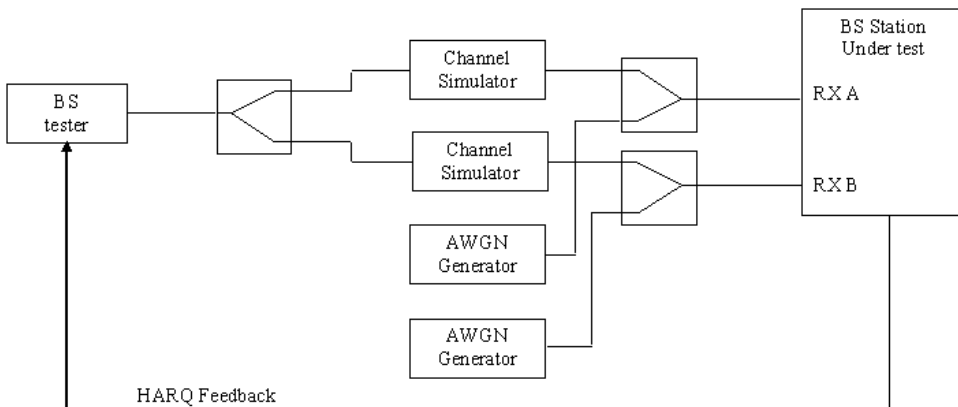 BS
tester
Channel
Simulator
Channel
Simulator
AWGN
Generator
AWGN
Generator
BS Station
Under test
RX A
RX B
HARQ Feedback